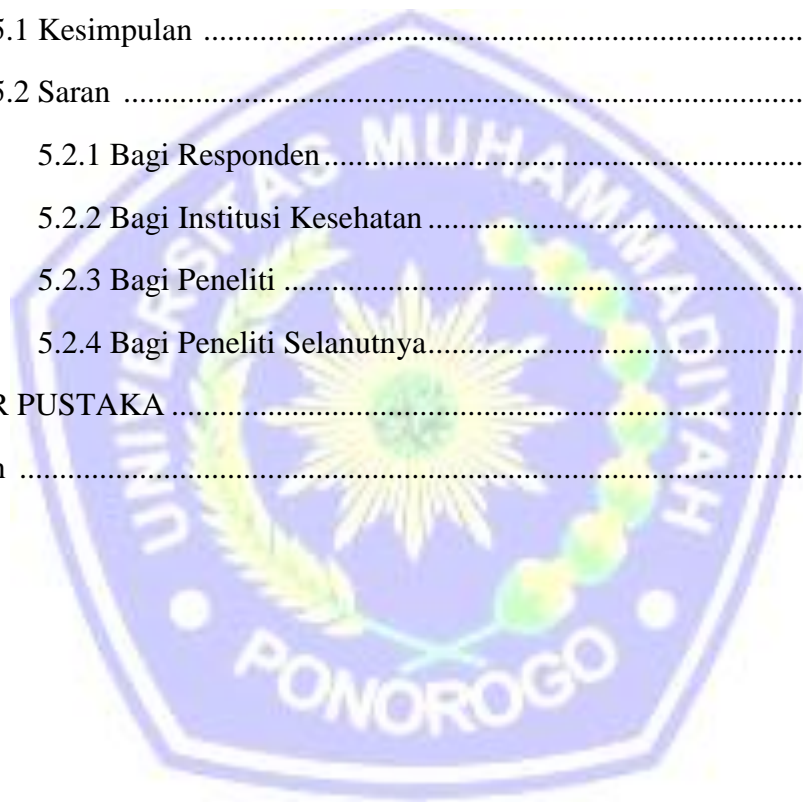 5.1 Kesimpulan ..........................................................................
5.2 Saran ....................................................................................
5.2.1 Bagi Responden ..............................................................
5.2.2 Bagi Institusi Kesehatan .................................................
5.2.3 Bagi Peneliti ...................................................................
5.2.4 Bagi Peneliti Selanutnya..................................................
R PUSTAKA ..............................................................................
n ..................................................................................................
UNIVERSITAS MUHAMMADIYAH
PONOROGO